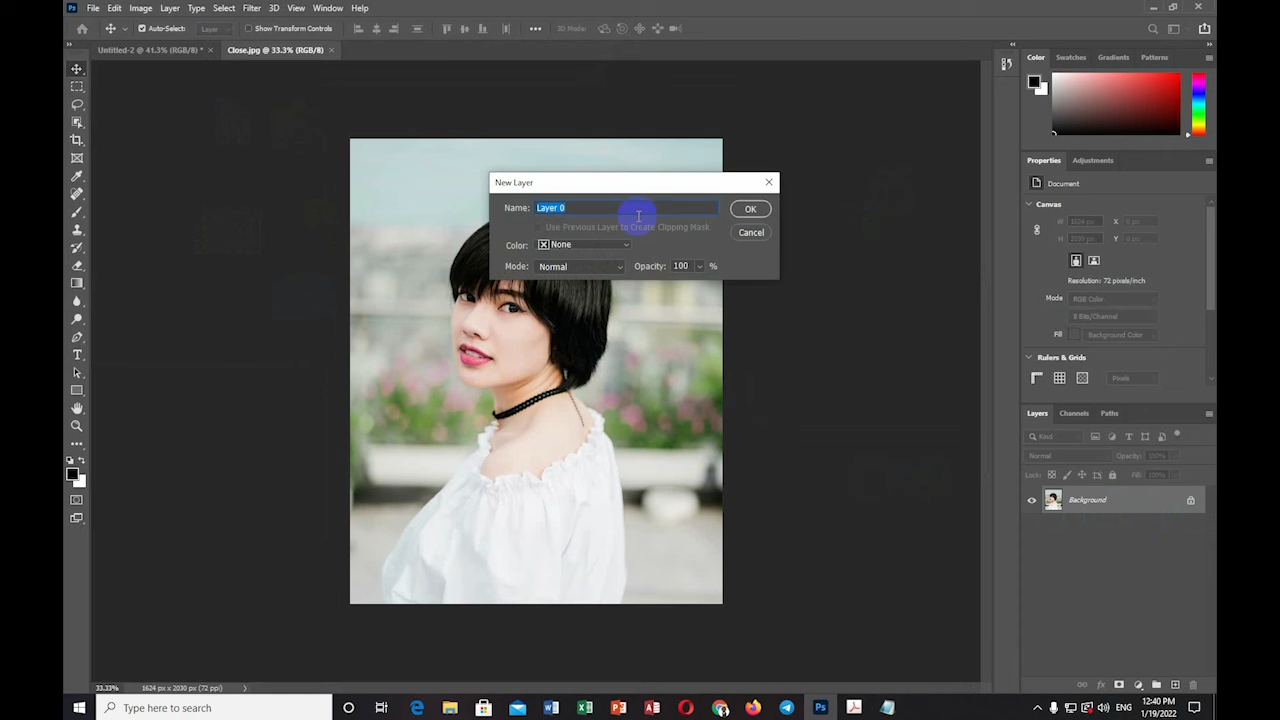 Ps File Edit Image Layer Type Select Filter 3D View Window Help
Auto-Select: Layer Show Transform Controls ••• 3D Mode:
Untitled-2 @ 41.3% (RGB/8) * × Close.jpg @ 33.3% (RGB/8) ×
Color Swatches Gradients Patterns
New Layer
Name: Layer 0 OK
Use Previous Layer to Create Clipping Mask
Cancel
Color: None
Mode: Normal Opacity: 100 %
Properties Adjustments
Document
Canvas
W 1624 px X 0 px
H 2030 px Y 0 px
Resolution: 72 pixels/inch
Mode RGB Color
8 Bits/Channel
Fill Background Color
Rulers & Grids
Pixels
Layers Channels Paths
Kind
Normal Opacity: 100%
Lock: Fill: 100%
Background
33.33% 1624 px x 2030 px (72 ppi)
Type here to search
ENG
12:40 PM
1/19/2022